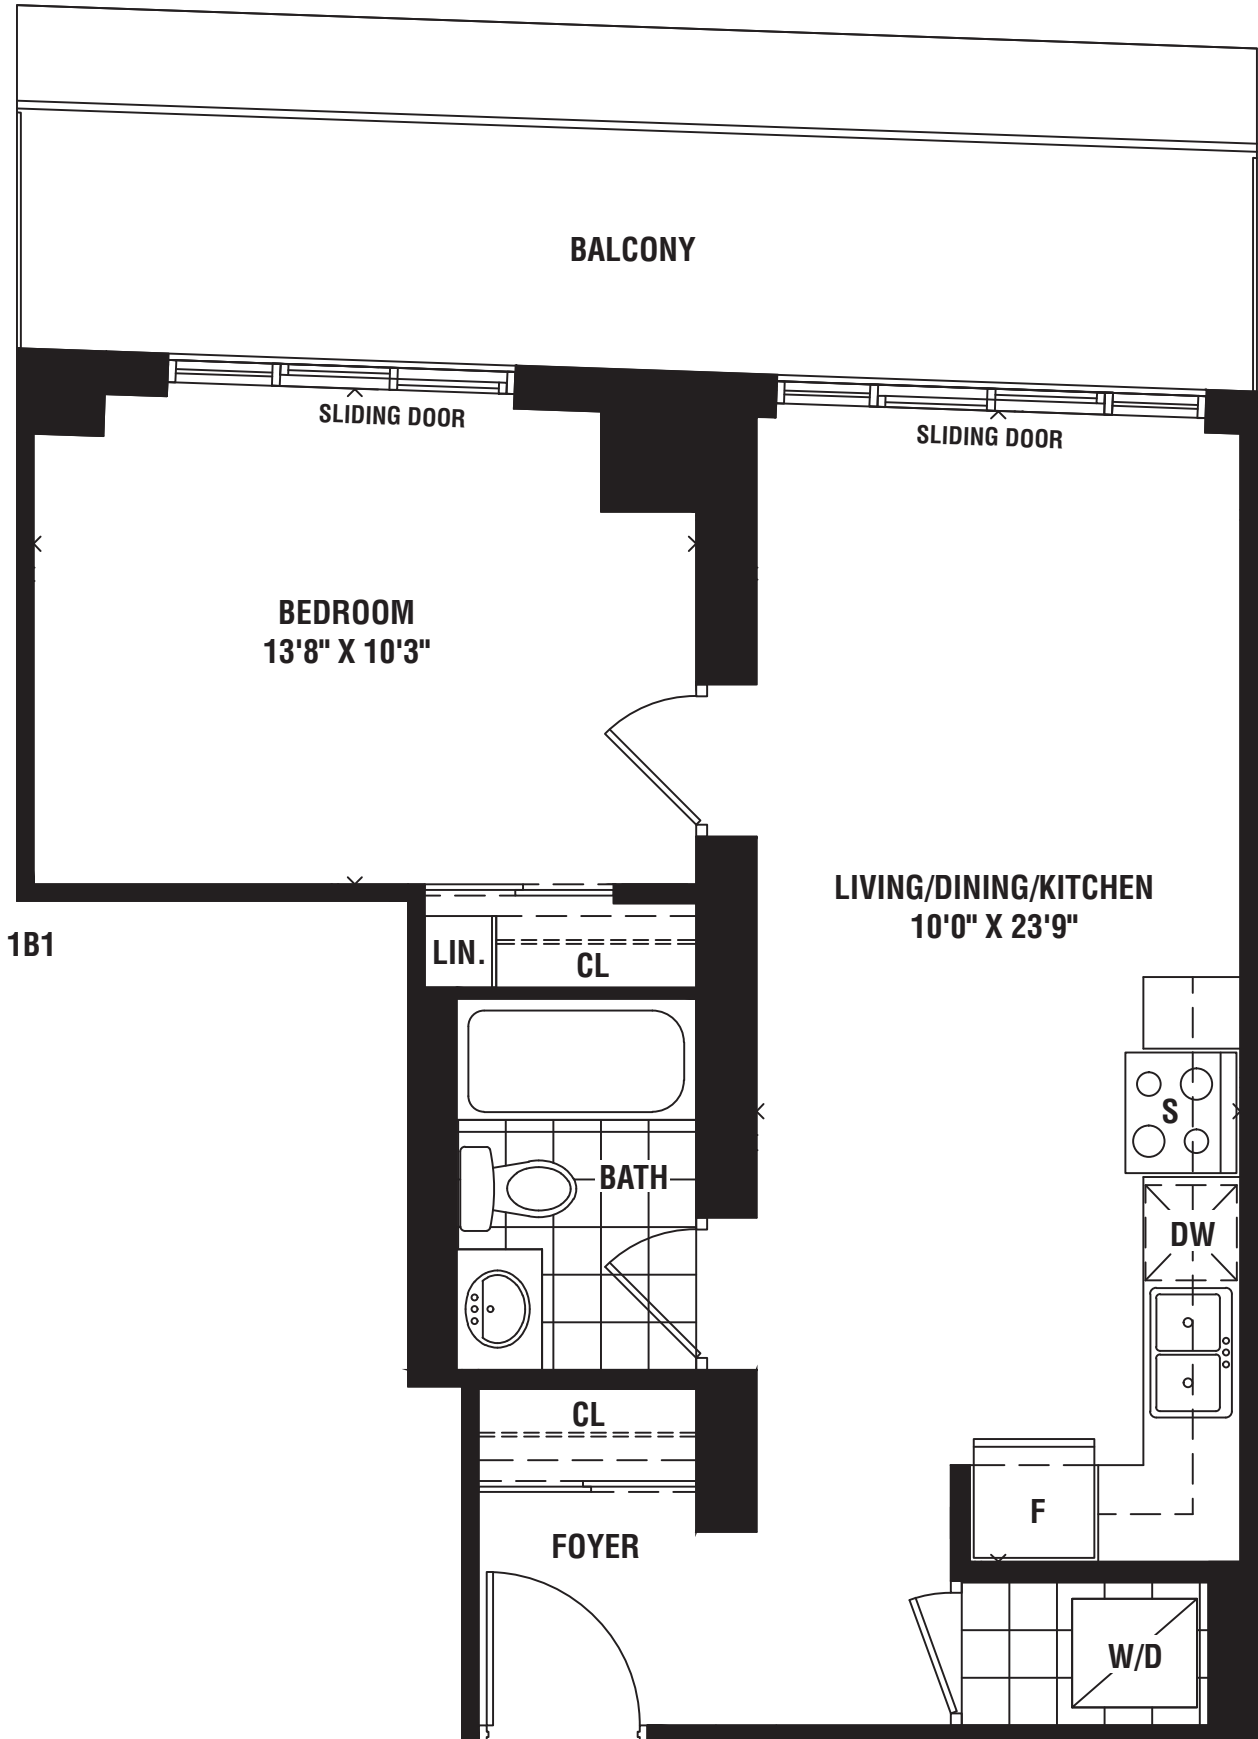 BALCONY
SLIDING DOOR
SLIDING DOOR
BEDROOM
13'8" X 10'3"
LIVING/DINING/KITCHEN
10'0" X 23'9"
1B1
LIN.
CL
S
BATH
DW
CL
F
FOYER
W/D